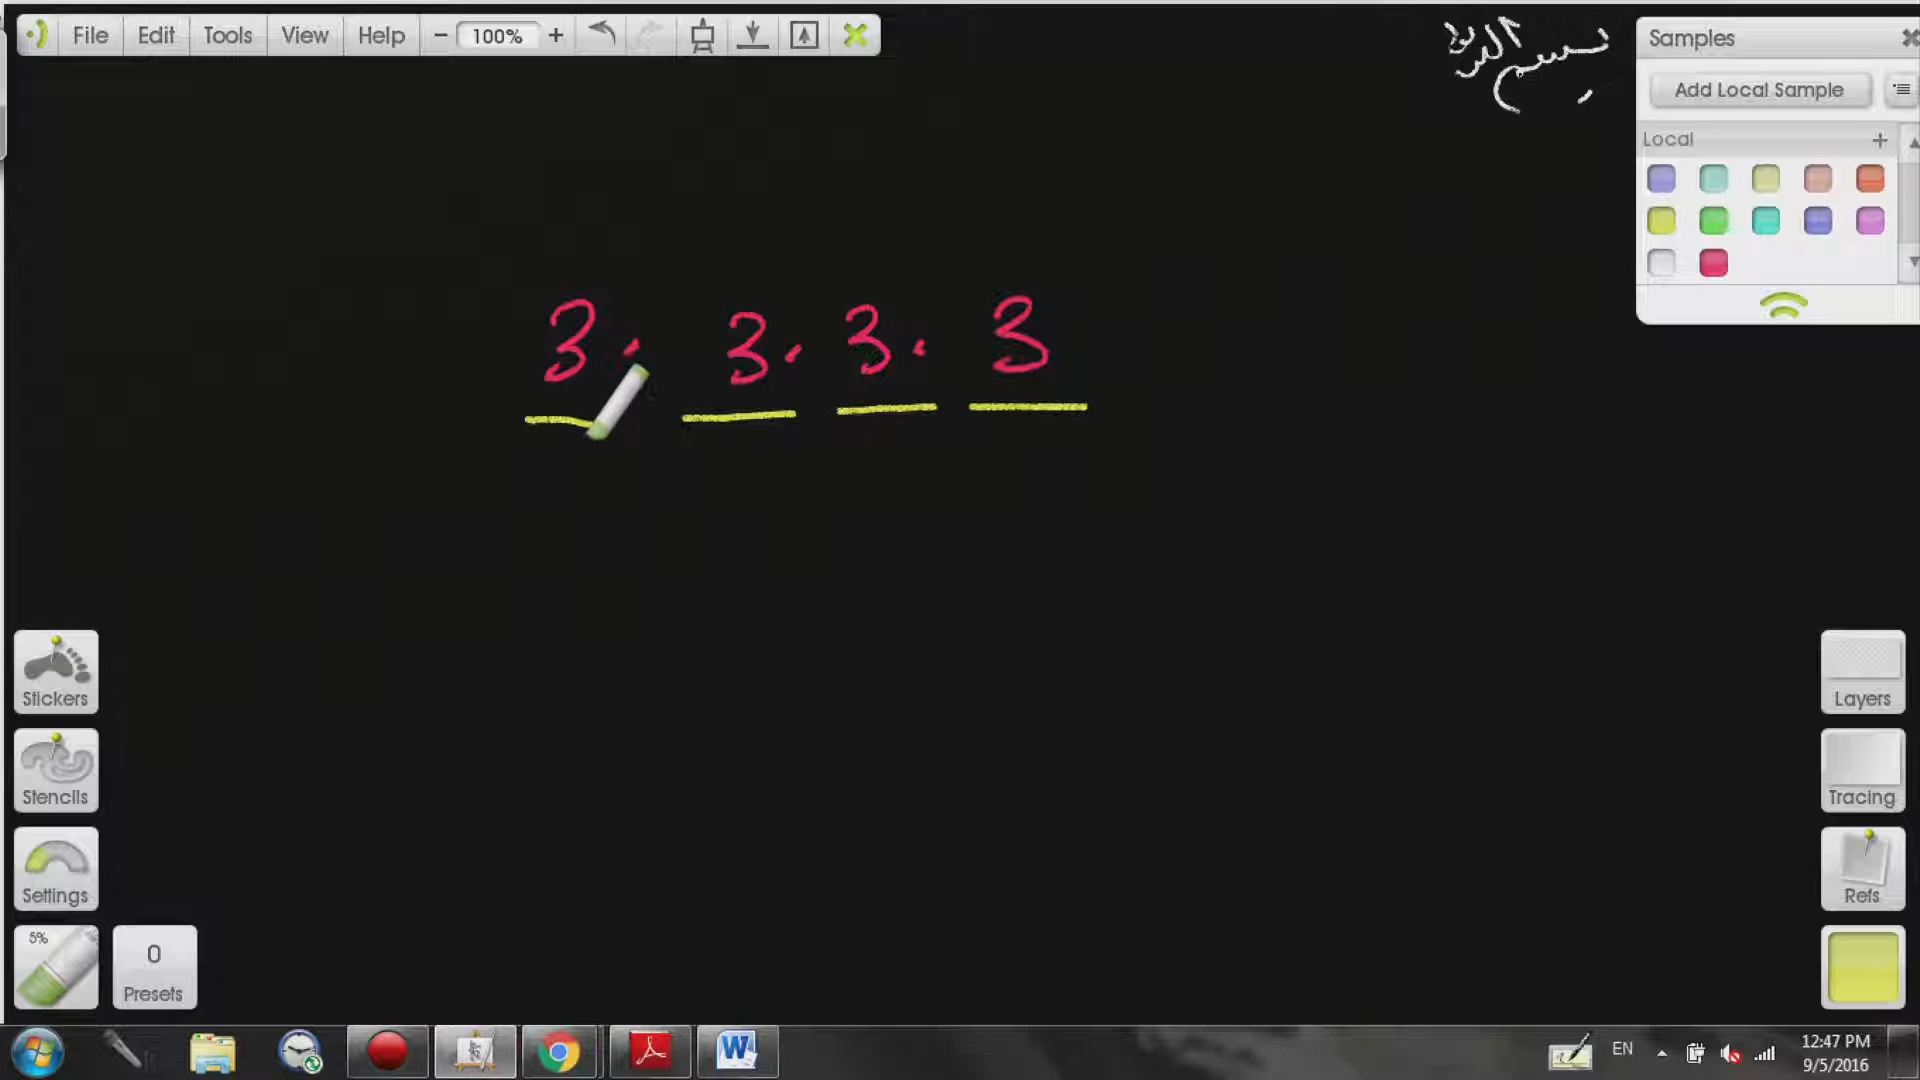 File Edit Tools View Help − 100% +
بسم الله
Samples
Add Local Sample
Local
3 . 3 . 3 . 3
Stickers
Stencils
Settings
5%
0
Presets
Layers
Tracing
Refs
EN
12:47 PM
9/5/2016